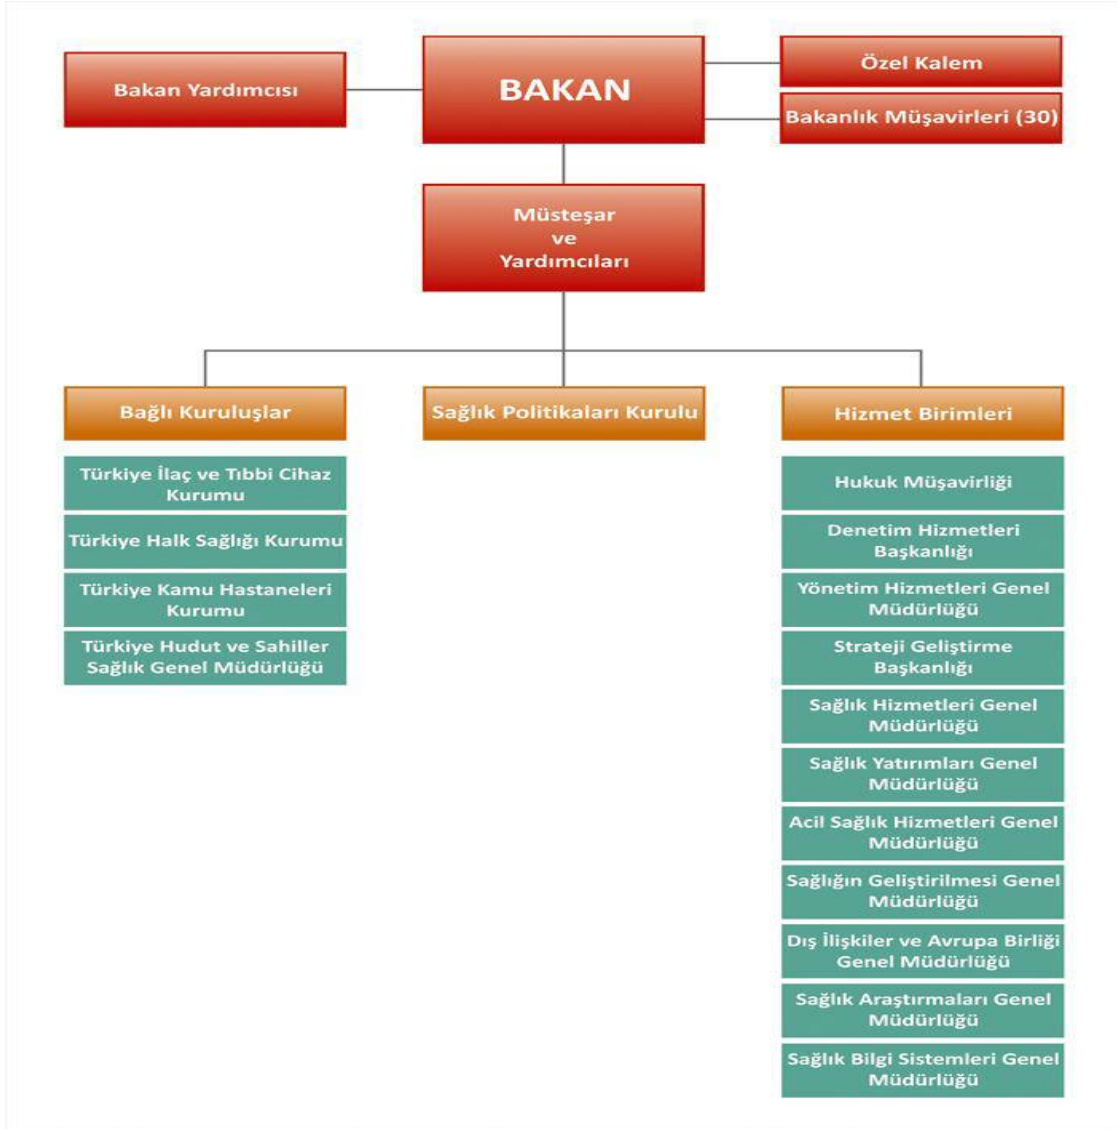 Bakan Yardımcısı
BAKAN
Özel Kalem
Bakanlık Müşavirleri (30)
Müsteşar
ve
Yardımcıları
Bağlı Kuruluşlar
Türkiye İlaç ve Tıbbi Cihaz
Kurumu
Türkiye Halk Sağlığı Kurumu
Türkiye Kamu Hastaneleri
Kurumu
Türkiye Hudut ve Sahiller
Sağlık Genel Müdürlüğü
Sağlık Politikaları Kurulu
Hizmet Birimleri
Hukuk Müşavirliği
Denetim Hizmetleri
Başkanlığı
Yönetim Hizmetleri Genel
Müdürlüğü
Strateji Geliştirme
Başkanlığı
Sağlık Hizmetleri Genel
Müdürlüğü
Sağlık Yatırımları Genel
Müdürlüğü
Acil Sağlık Hizmetleri Genel
Müdürlüğü
Sağlığın Geliştirilmesi Genel
Müdürlüğü
Dış İlişkiler ve Avrupa Birliği
Genel Müdürlüğü
Sağlık Araştırmaları Genel
Müdürlüğü
Sağlık Bilgi Sistemleri Genel
Müdürlüğü